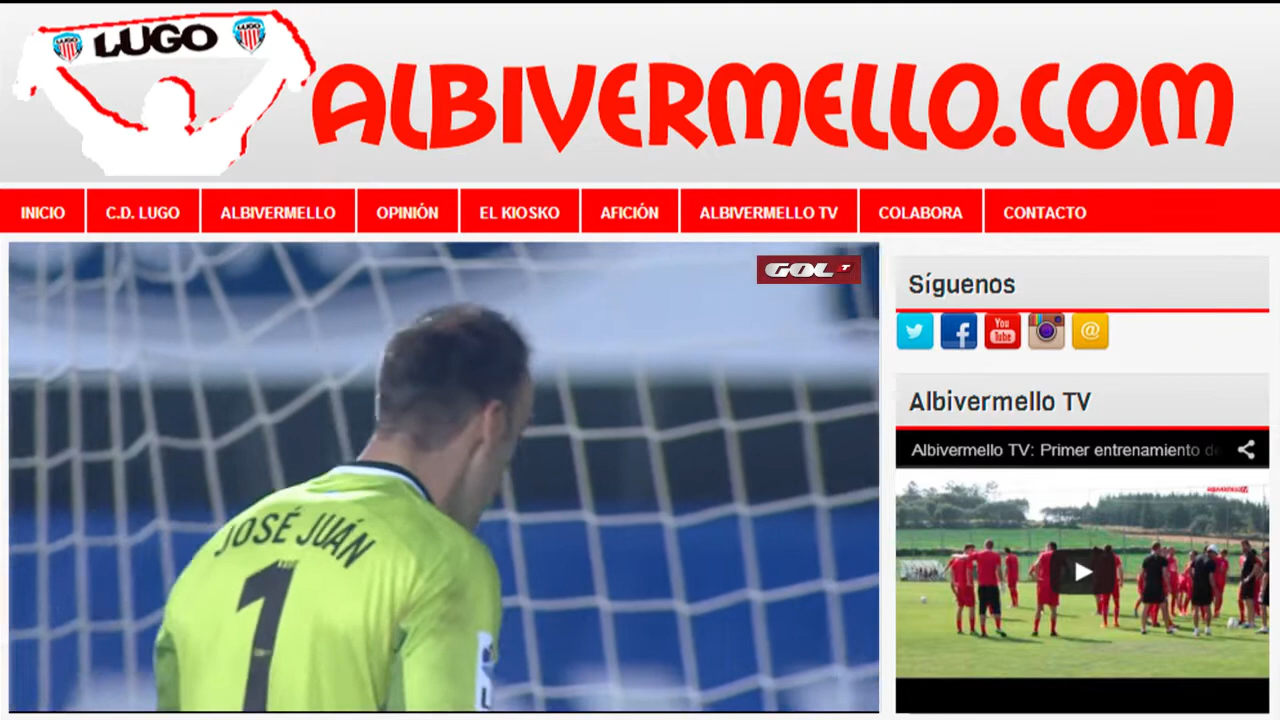 LUGO
ALBIVERMELLO.COM
INICIO
C.D. LUGO
ALBIVERMELLO
OPINIÓN
EL KIOSKO
AFICIÓN
ALBIVERMELLO TV
COLABORA
CONTACTO
GOL T
Síguenos
You
Tube
@
Albivermello TV
Albivermello TV: Primer entrenamiento de
JOSÉ JUÁN
1